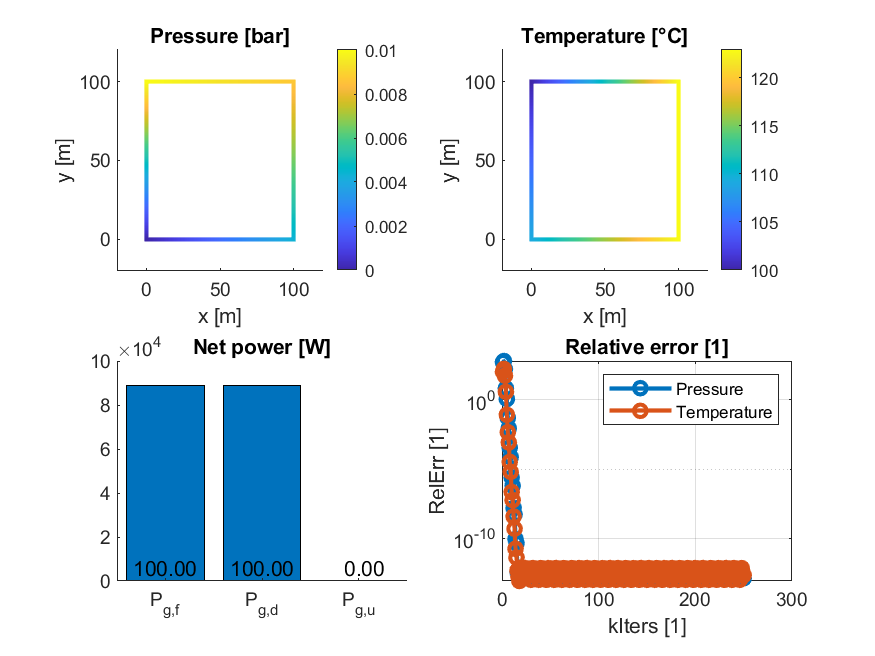 Pressure [bar]
100
50
0
y [m]
0
50
100
x [m]
0.01
0.008
0.006
0.004
0.002
0
Temperature [°C]
100
50
0
y [m]
0
50
100
x [m]
120
115
110
105
100
Net power [W]
×10^4
10
8
6
4
2
0
100.00
100.00
0.00
P_g,f
P_g,d
P_g,u
Relative error [1]
Pressure
Temperature
10^0
10^-10
RelErr [1]
0
100
200
300
kIters [1]